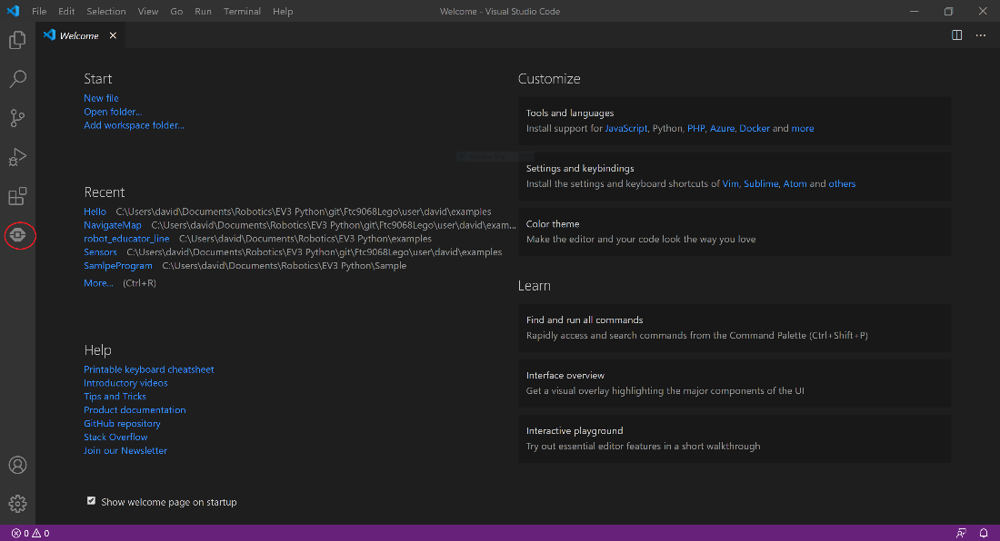 File Edit Selection View Go Run Terminal Help Welcome - Visual Studio Code
Welcome
Start
New file
Open folder...
Add workspace folder...
Recent
Hello C:\Users\david\Documents\Robotics\EV3 Python\git\Ftc9068Lego\user\david\examples
NavigateMap C:\Users\david\Documents\Robotics\EV3 Python\git\Ftc9068Lego\user\david\exam...
robot_educator_line C:\Users\david\Documents\Robotics\EV3 Python\examples
Sensors C:\Users\david\Documents\Robotics\EV3 Python\git\Ftc9068Lego\user\david\examples
SamlpeProgram C:\Users\david\Documents\Robotics\EV3 Python\Sample
More... (Ctrl+R)
Help
Printable keyboard cheatsheet
Introductory videos
Tips and Tricks
Product documentation
GitHub repository
Stack Overflow
Join our Newsletter
Show welcome page on startup
Customize
Tools and languages
Install support for JavaScript, Python, PHP, Azure, Docker and more
Settings and keybindings
Install the settings and keyboard shortcuts of Vim, Sublime, Atom and others
Color theme
Make the editor and your code look the way you love
Learn
Find and run all commands
Rapidly access and search commands from the Command Palette (Ctrl+Shift+P)
Interface overview
Get a visual overlay highlighting the major components of the UI
Interactive playground
Try out essential editor features in a short walkthrough
0 0